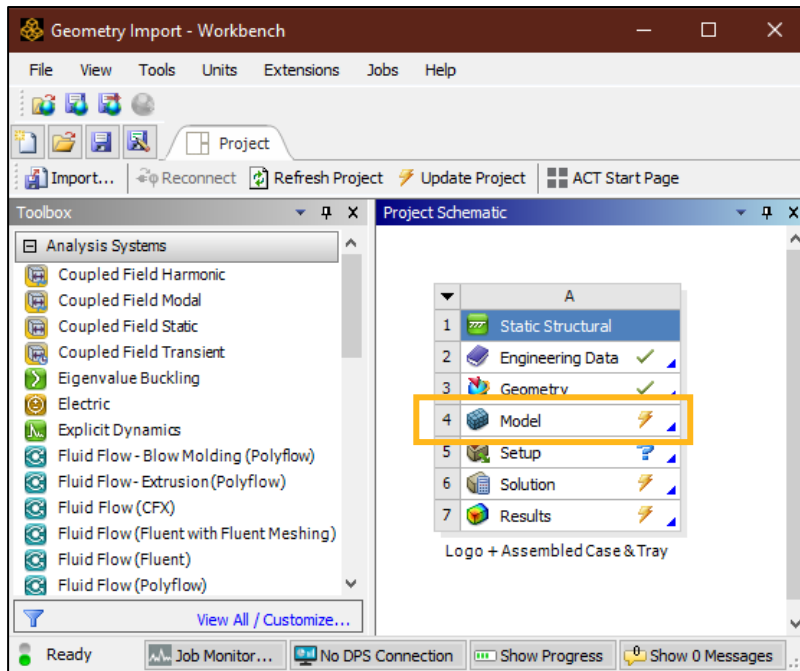 Geometry Import - Workbench
File View Tools Units Extensions Jobs Help
Project
Import... Reconnect Refresh Project Update Project ACT Start Page
Toolbox
Analysis Systems
Coupled Field Harmonic
Coupled Field Modal
Coupled Field Static
Coupled Field Transient
Eigenvalue Buckling
Electric
Explicit Dynamics
Fluid Flow - Blow Molding (Polyflow)
Fluid Flow - Extrusion (Polyflow)
Fluid Flow (CFX)
Fluid Flow (Fluent with Fluent Meshing)
Fluid Flow (Fluent)
Fluid Flow (Polyflow)
View All / Customize...
Project Schematic
A
1 Static Structural
2 Engineering Data
3 Geometry
4 Model
5 Setup ?
6 Solution
7 Results
Logo + Assembled Case & Tray
Ready Job Monitor... No DPS Connection Show Progress 0 Show 0 Messages